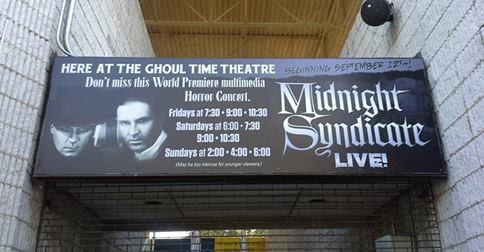 HERE AT THE GHOUL TIME THEATRE
Don't miss this World Premiere multimedia
Horror Concert.
Fridays at 7:30 • 9:00 • 10:30
Saturdays at 6:00 • 7:30
9:00 • 10:30
Sundays at 2:00 • 4:00 • 6:00
(May be too intense for younger viewers.)
BEGINNING SEPTEMBER 12TH!
Midnight
Syndicate
LIVE!